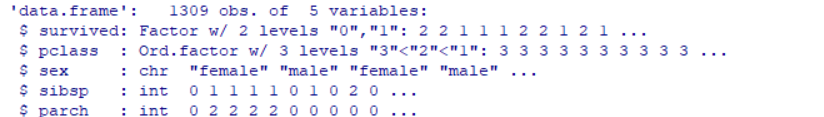 'data.frame':	1309 obs. of  5 variables:
 $ survived: Factor w/ 2 levels "0","1": 2 2 1 1 1 2 2 1 2 1 ...
 $ pclass  : Ord.factor w/ 3 levels "3"<"2"<"1": 3 3 3 3 3 3 3 3 3 3 ...
 $ sex     : chr  "female" "male" "female" "male" ...
 $ sibsp   : int  0 1 1 1 1 0 1 0 2 0 ...
 $ parch   : int  0 2 2 2 2 0 0 0 0 0 ...